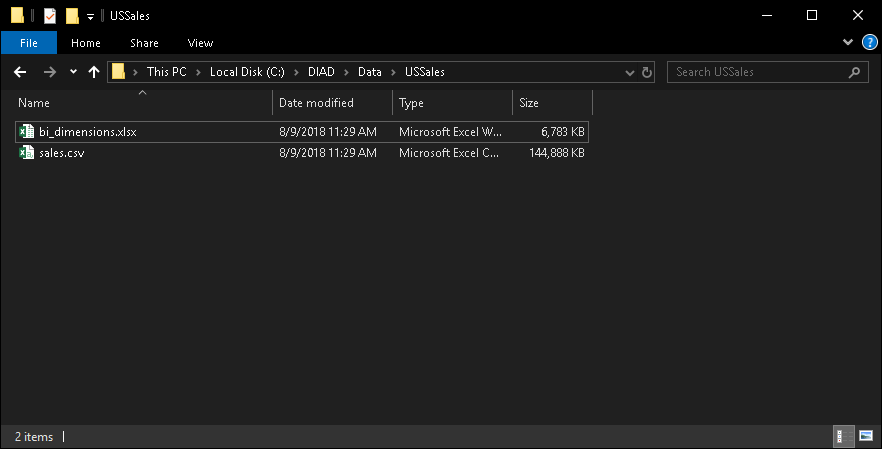 USSales
File Home Share View
This PC > Local Disk (C:) > DIAD > Data > USSales Search USSales
Name Date modified Type Size
bi_dimensions.xlsx 8/9/2018 11:29 AM Microsoft Excel W... 6,783 KB
sales.csv 8/9/2018 11:29 AM Microsoft Excel C... 144,888 KB
2 items